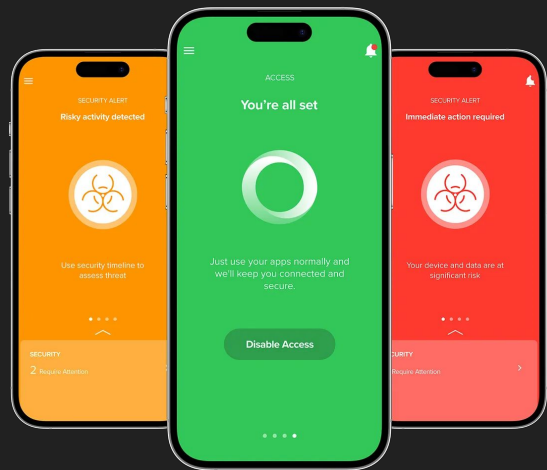 SECURITY ALERT
Risky activity detected
Use security timeline to
assess threat
SECURITY
2 Require Attention
ACCESS
You're all set
Just use your apps normally and
we'll keep you connected and
secure.
Disable Access
SECURITY ALERT
Immediate action required
Your device and data are at
significant risk
CURITY
Require Attention